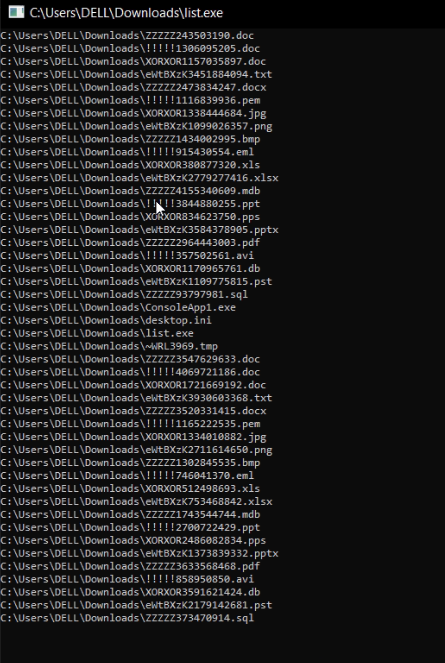 C:\Users\DELL\Downloads\list.exe
C:\Users\DELL\Downloads\ZZZZZ243503190.doc
C:\Users\DELL\Downloads\!!!!!1306095205.doc
C:\Users\DELL\Downloads\XORXOR1157035897.doc
C:\Users\DELL\Downloads\eWtBXzK3451884094.txt
C:\Users\DELL\Downloads\ZZZZZ2473834247.docx
C:\Users\DELL\Downloads\!!!!!1116839936.pem
C:\Users\DELL\Downloads\XORXOR1338444684.jpg
C:\Users\DELL\Downloads\eWtBXzK1099026357.png
C:\Users\DELL\Downloads\ZZZZZ1434002995.bmp
C:\Users\DELL\Downloads\!!!!!915430554.eml
C:\Users\DELL\Downloads\XORXOR380877320.xls
C:\Users\DELL\Downloads\eWtBXzK2779277416.xlsx
C:\Users\DELL\Downloads\ZZZZZ4155340609.mdb
C:\Users\DELL\Downloads\!!!!!3844880255.ppt
C:\Users\DELL\Downloads\XORXOR834623750.pps
C:\Users\DELL\Downloads\eWtBXzK3584378905.pptx
C:\Users\DELL\Downloads\ZZZZZ2964443003.pdf
C:\Users\DELL\Downloads\!!!!!357502561.avi
C:\Users\DELL\Downloads\XORXOR1170965761.db
C:\Users\DELL\Downloads\eWtBXzK1109775815.pst
C:\Users\DELL\Downloads\ZZZZZ93797981.sql
C:\Users\DELL\Downloads\ConsoleApp1.exe
C:\Users\DELL\Downloads\desktop.ini
C:\Users\DELL\Downloads\list.exe
C:\Users\DELL\Downloads\~WRL3969.tmp
C:\Users\DELL\Downloads\ZZZZZ3547629633.doc
C:\Users\DELL\Downloads\!!!!!4069721186.doc
C:\Users\DELL\Downloads\XORXOR1721669192.doc
C:\Users\DELL\Downloads\eWtBXzK3930603368.txt
C:\Users\DELL\Downloads\ZZZZZ3520331415.docx
C:\Users\DELL\Downloads\!!!!!1165222535.pem
C:\Users\DELL\Downloads\XORXOR1334010882.jpg
C:\Users\DELL\Downloads\eWtBXzK2711614650.png
C:\Users\DELL\Downloads\ZZZZZ1302845535.bmp
C:\Users\DELL\Downloads\!!!!!746041370.eml
C:\Users\DELL\Downloads\XORXOR512498693.xls
C:\Users\DELL\Downloads\eWtBXzK753468842.xlsx
C:\Users\DELL\Downloads\ZZZZZ1743544744.mdb
C:\Users\DELL\Downloads\!!!!!2700722429.ppt
C:\Users\DELL\Downloads\XORXOR2486082834.pps
C:\Users\DELL\Downloads\eWtBXzK1373839332.pptx
C:\Users\DELL\Downloads\ZZZZZ3633568468.pdf
C:\Users\DELL\Downloads\!!!!!858950850.avi
C:\Users\DELL\Downloads\XORXOR3591621424.db
C:\Users\DELL\Downloads\eWtBXzK2179142681.pst
C:\Users\DELL\Downloads\ZZZZZ373470914.sql